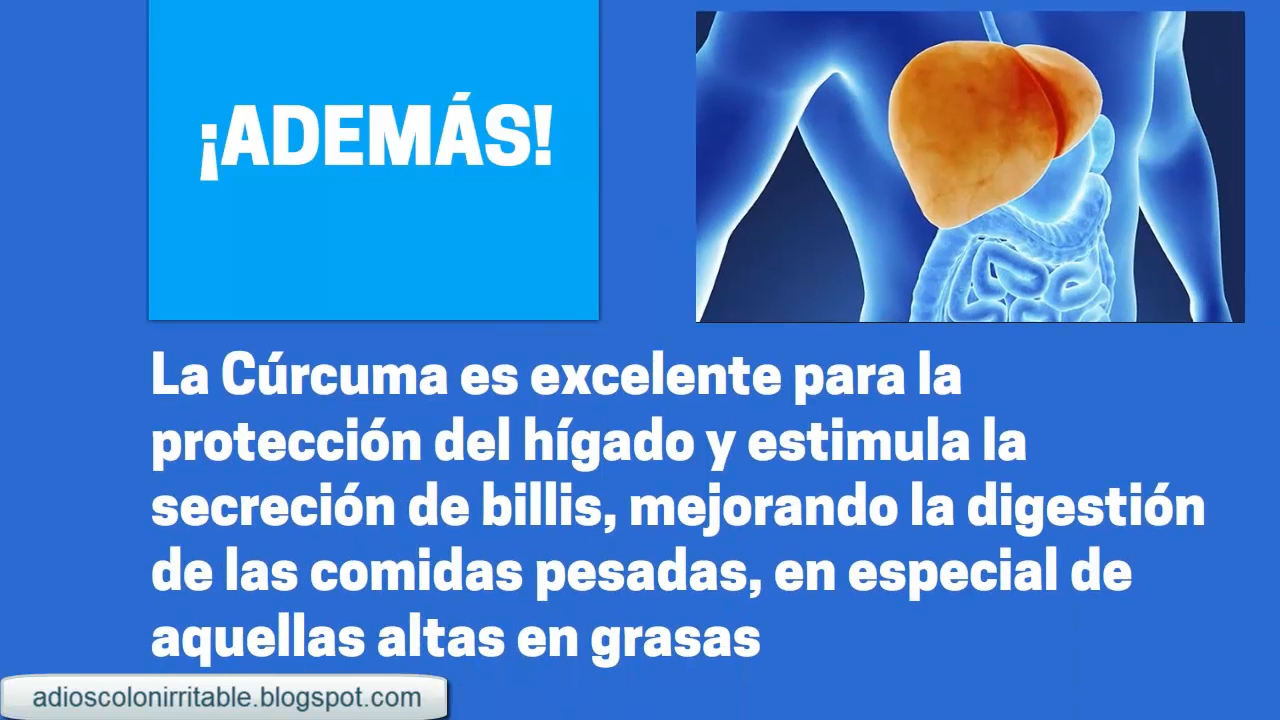 ¡ADEMÁS!
La Cúrcuma es excelente para la
protección del hígado y estimula la
secreción de billis, mejorando la digestión
de las comidas pesadas, en especial de
aquellas altas en grasas
adioscolonirritable.blogspot.com